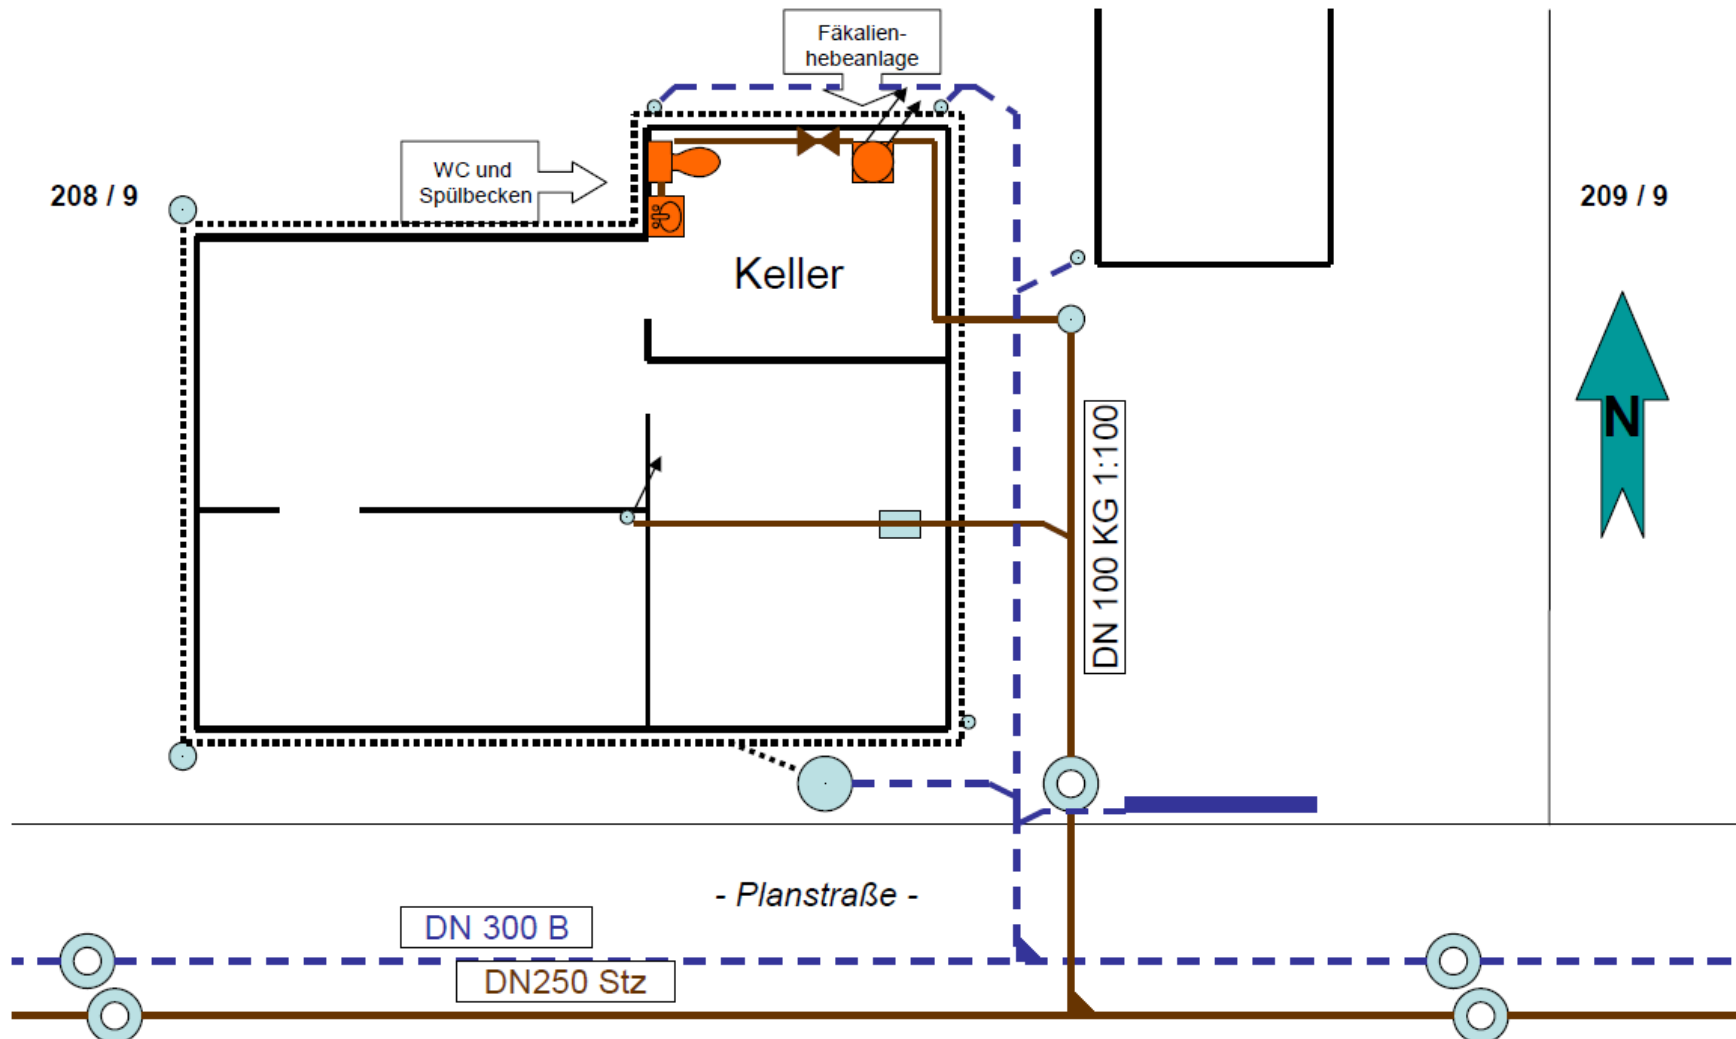 Fäkalien-
hebeanlage
WC und
Spülbecken
208 / 9
209 / 9
Keller
N
DN 100 KG 1:100
- Planstraße -
DN 300 B
DN250 Stz